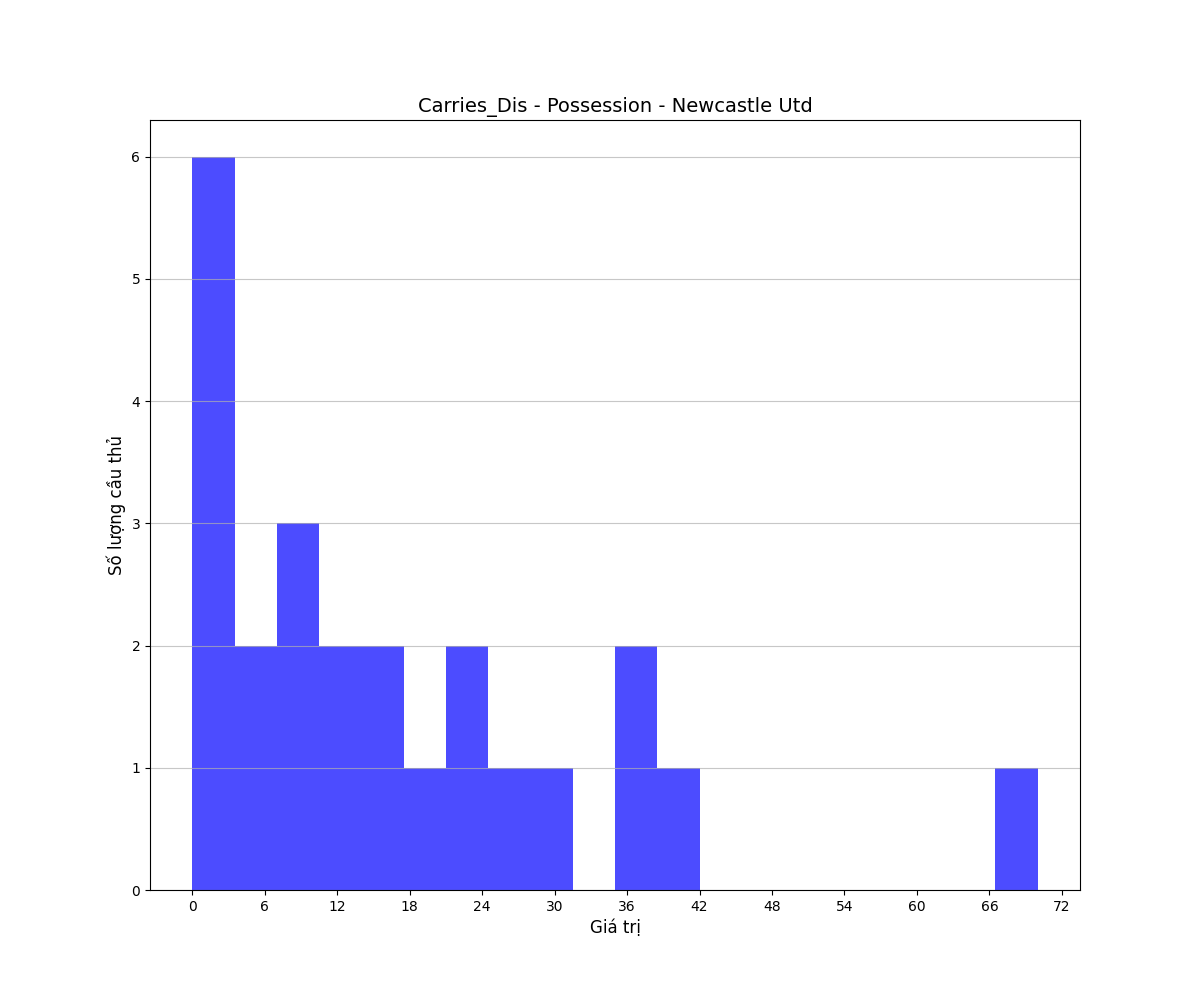 Carries_Dis - Possession - Newcastle Utd
6
5
4
3
2
1
0
Số lượng cầu thủ
0 6 12 18 24 30 36 42 48 54 60 66 72
Giá trị